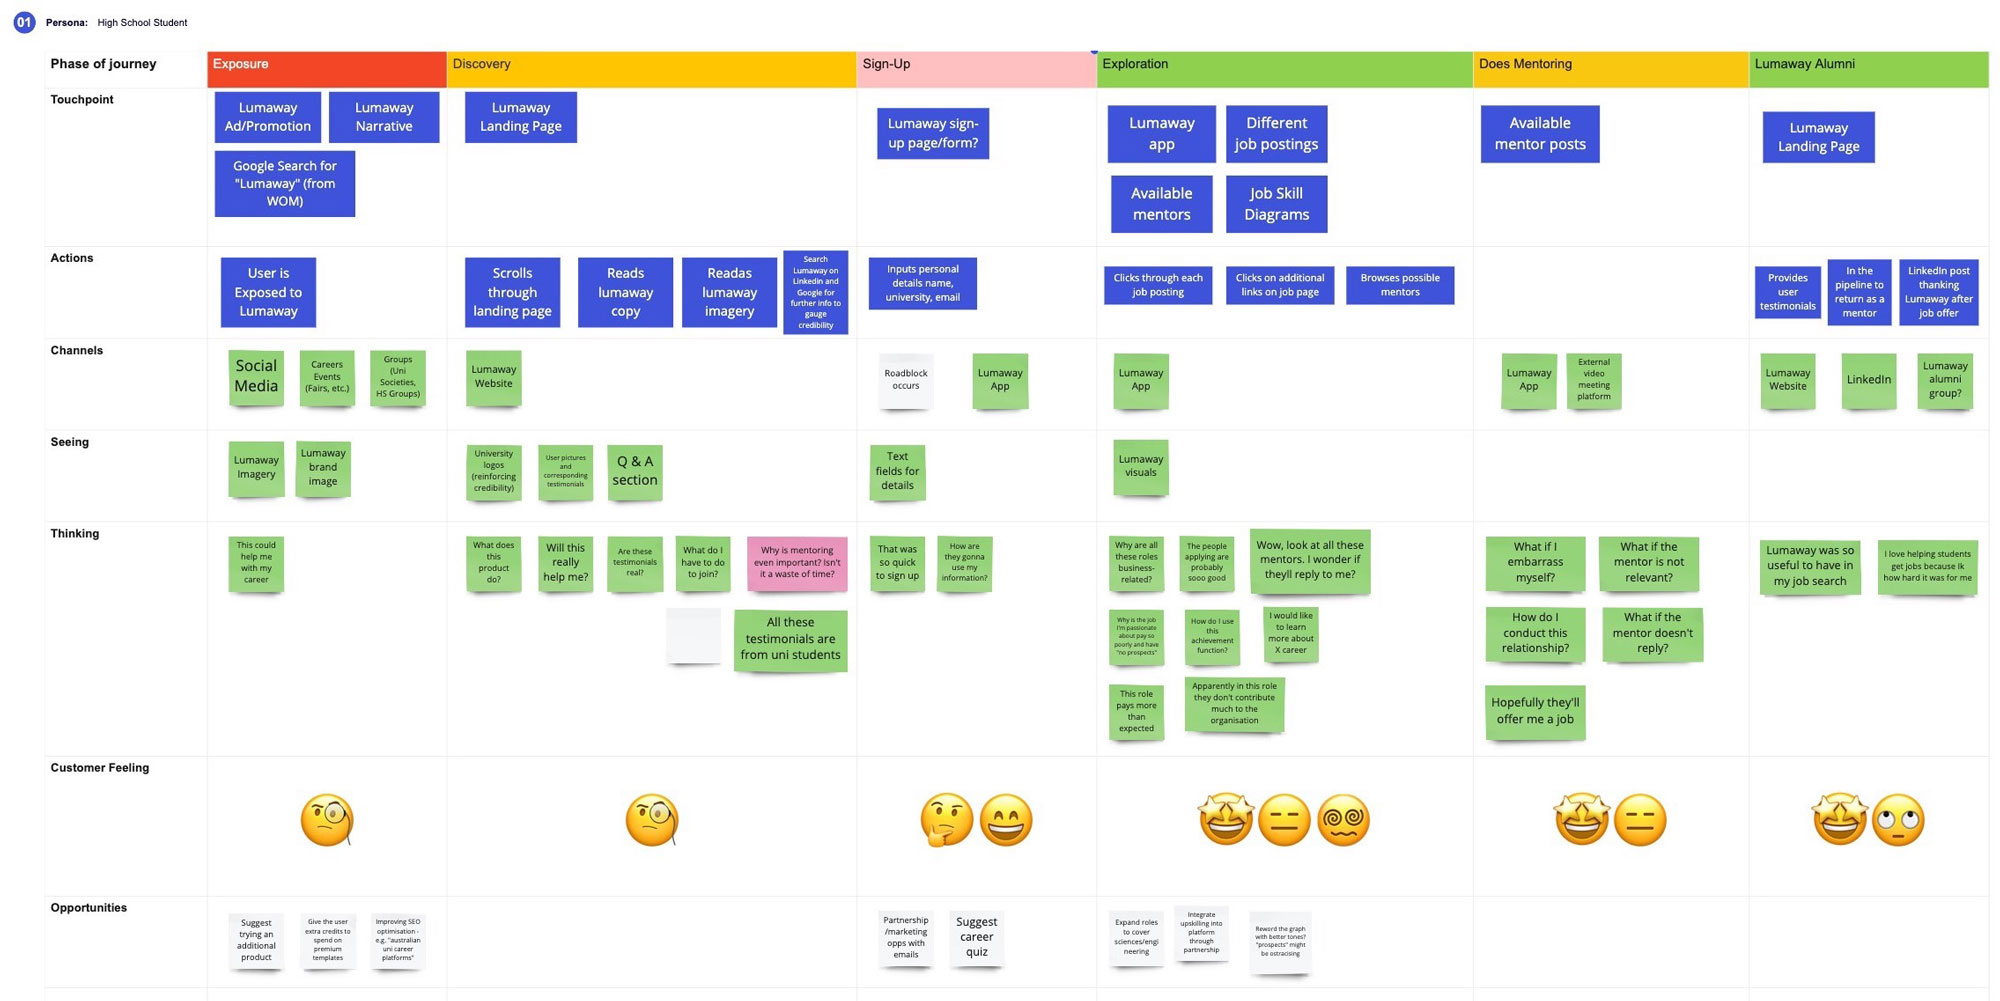 01 Persona: High School Student
Phase of journey
Exposure
Discovery
Sign-Up
Exploration
Does Mentoring
Lumaway Alumni
Touchpoint
Lumaway
Ad/Promotion
Lumaway
Narrative
Google Search for
"Lumaway" (from
WOM)
Lumaway
Landing Page
Lumaway sign-
up page/form?
Lumaway
app
Different
job postings
Available
mentors
Job Skill
Diagrams
Available
mentor posts
Lumaway
Landing Page
Actions
User is
Exposed to
Lumaway
Scrolls
through
landing page
Reads
lumaway
copy
Readas
lumaway
imagery
Search
Lumaway on
Linkedin and
Google for
further info to
gauge
credibility
Inputs personal
details name,
university, email
Clicks through each
job posting
Clicks on additional
links on job page
Browses possible
mentors
Provides
user
testimonials
In the
pipeline to
return as a
mentor
LinkedIn post
thanking
Lumaway after
job offer
Channels
Social
Media
Careers
Events
(Fairs, etc.)
Groups
(Uni
Societies,
HS Groups)
Lumaway
Website
Roadblock
occurs
Lumaway
App
Lumaway
App
Lumaway
App
External
video
meeting
platform
Lumaway
Website
LinkedIn
Lumaway
alumni
group?
Seeing
Lumaway
Imagery
Lumaway
brand
image
University
logos
(reinforcing
credibility)
User pictures
and
corresponding
testimonials
Q & A
section
Text
fields for
details
Lumaway
visuals
Thinking
This could
help me
with my
career
What does
this
product
do?
Will this
really
help me?
Are these
testimonials
real?
What do I
have to do
to join?
Why is mentoring
even important? Isn't
it a waste of time?
All these
testimonials are
from uni students
That was
so quick
to sign up
How are
they gonna
use my
information?
Why are all
these roles
business-
related?
The people
applying are
probably
sooo good
Wow, look at all these
mentors. I wonder if
theyll reply to me?
Why is the job
I'm passionate
about pay so
poorly and have
"no prospects"
How do I use
this
achievement
function?
I would like
to learn
more about
X career
This role
pays more
than
expected
Apparently in this role
they don't contribute
much to the
organisation
What if I
embarrass
myself?
What if the
mentor is not
relevant?
How do I
conduct this
relationship?
What if the
mentor doesn't
reply?
Hopefully they'll
offer me a job
Lumaway was so
useful to have in
my job search
I love helping students
get jobs because Ik
how hard it was for me
Customer Feeling
Opportunities
Suggest
trying an
additional
product
Give the user
extra credits to
spend on
premium
templates
Improving SEO
optimisation -
e.g. "australian
uni career
platforms"
Partnership
/marketing
opps with
emails
Suggest
career
quiz
Expand roles
to cover
sciences/engi
neering
Integrate
upskilling into
platform
through
partnership
Reword the graph
with better tones?
"prospects" might
be ostracising